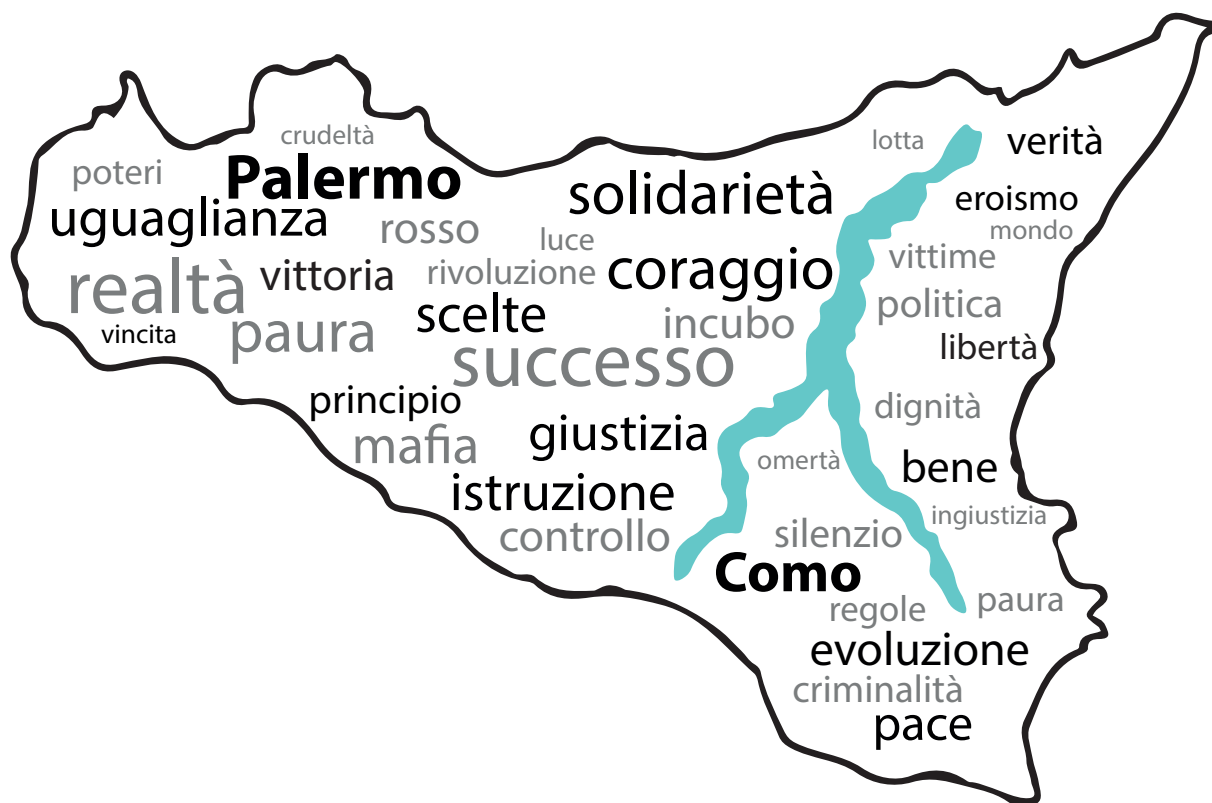 crudeltà
lotta
verità
poteri
Palermo
solidarietà
eroismo
uguaglianza
rosso
luce
mondo
vittime
realtà
vittoria
rivoluzione
coraggio
politica
vincita
paura
scelte
incubo
libertà
successo
principio
dignità
mafia
giustizia
omertà
bene
istruzione
ingiustizia
controllo
silenzio
Como
regole
paura
evoluzione
criminalità
pace